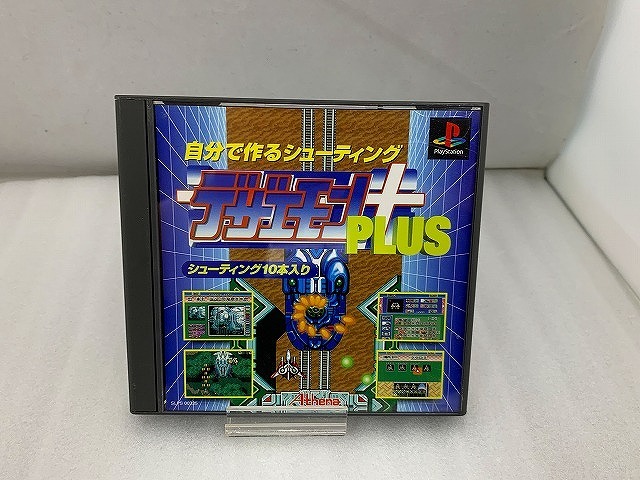 自分で作るシューティング
PlayStation
デザエモン+
PLUS
シューティング10本入り
Athena